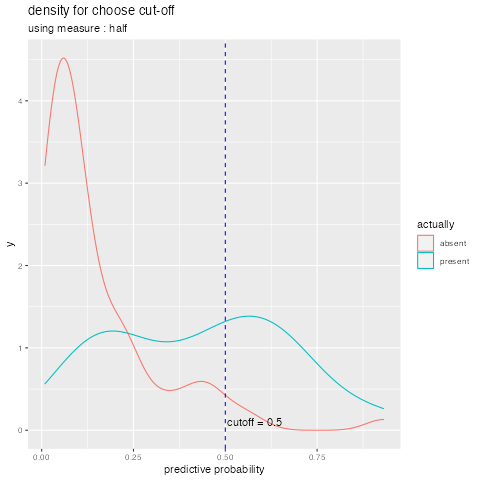 density for choose cut-off
using measure : half
4
3
2
1
0
y
cutoff = 0.5
0.00
0.25
0.50
0.75
predictive probability
actually
absent
present